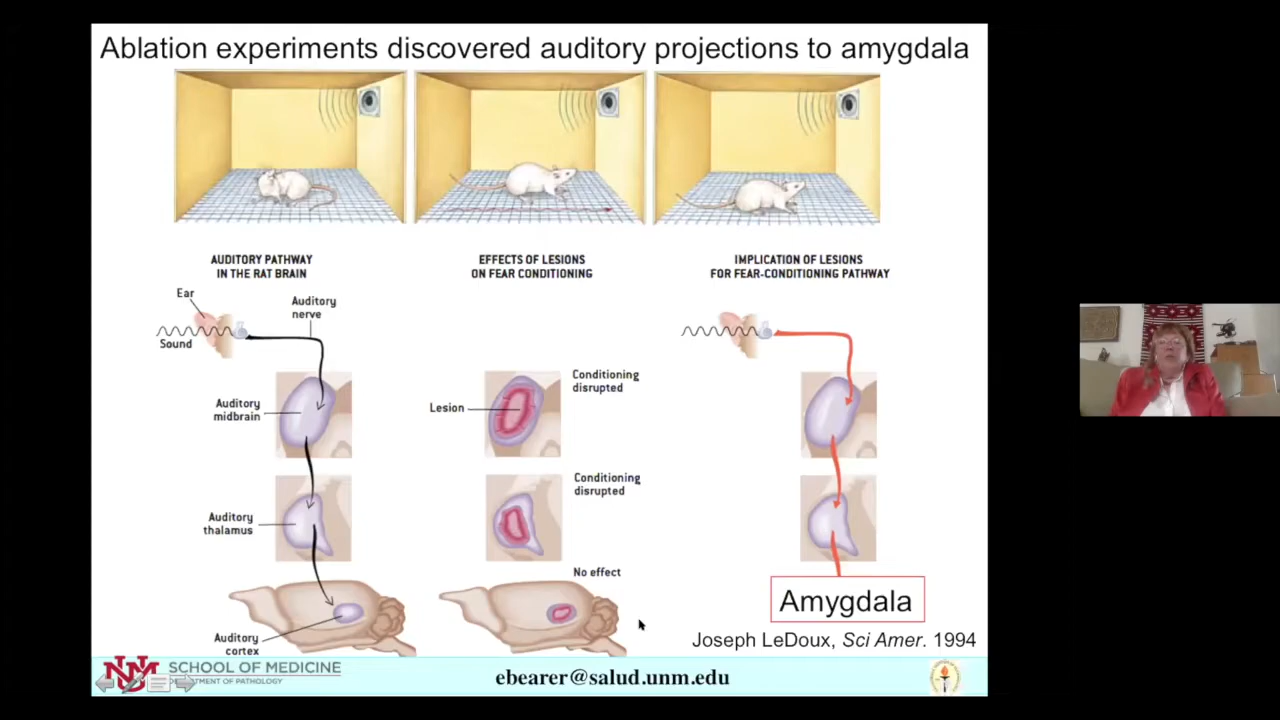 Ablation experiments discovered auditory projections to amygdala
AUDITORY PATHWAY
IN THE RAT BRAIN
EFFECTS OF LESIONS
ON FEAR CONDITIONING
IMPLICATION OF LESIONS
FOR FEAR-CONDITIONING PATHWAY
Ear
Auditory
nerve
Sound
Auditory
midbrain
Lesion
Conditioning
disrupted
Auditory
thalamus
Conditioning
disrupted
Auditory
cortex
No effect
Amygdala
Joseph LeDoux, Sci Amer. 1994
UNM
SCHOOL OF MEDICINE
DEPARTMENT OF PATHOLOGY
ebearer@salud.unm.edu